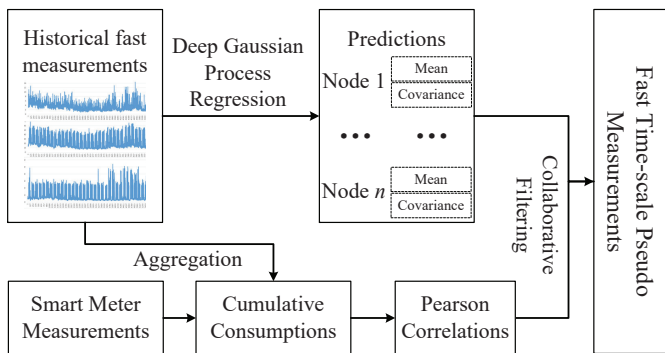 Historical fast
measurements
Deep Gaussian
Process
Regression
Predictions
Node 1
Mean
Covariance
••• •••
Node n
Mean
Covariance
Aggregation
Smart Meter
Measurements
Cumulative
Consumptions
Pearson
Correlations
Collaborative
Filtering
Fast Time-scale Pseudo
Measurements